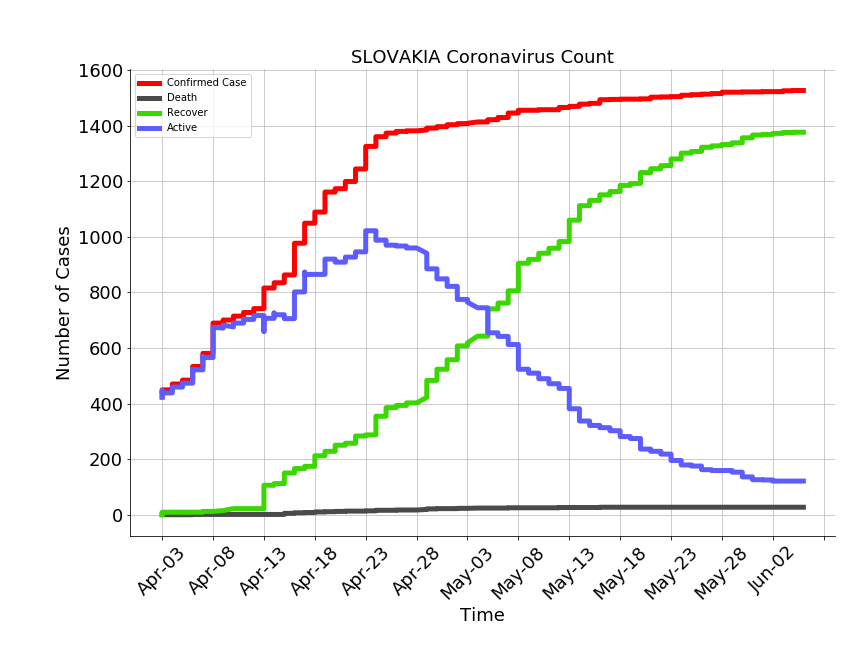 SLOVAKIA Coronavirus Count
Confirmed Case
Death
Recover
Active
Number of Cases
1600
1400
1200
1000
800
600
400
200
0
Apr-03
Apr-08
Apr-13
Apr-18
Apr-23
Apr-28
May-03
May-08
May-13
May-18
May-23
May-28
Jun-02
Time